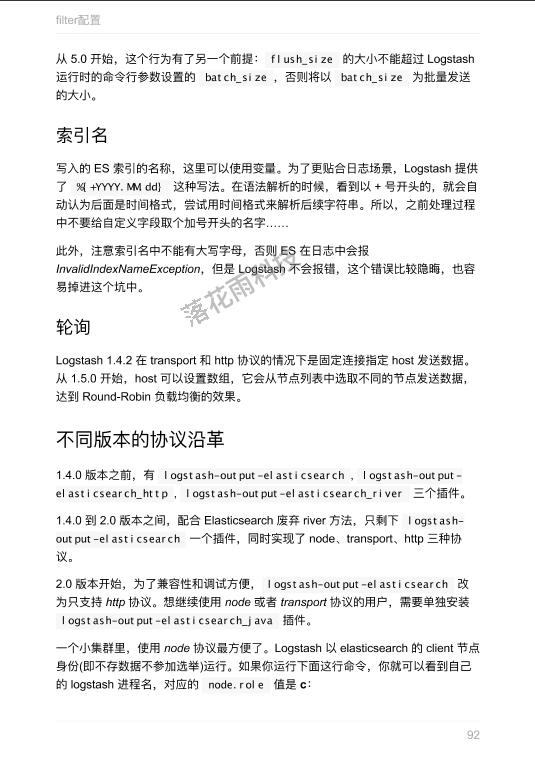 filter配置
从 5.0 开始，这个行为有了另一个前提： flush_size 的大小不能超过 Logstash
运行时的命令行参数设置的 batch_size ，否则将以 batch_size 为批量发送
的大小。
索引名
写入的 ES 索引的名称，这里可以使用变量。为了更贴合日志场景，Logstash 提供
了 %{+YYYY.MM.dd} 这种写法。在语法解析的时候，看到以 + 号开头的，就会自
动认为后面是时间格式，尝试用时间格式来解析后续字符串。所以，之前处理过程
中不要给自定义字段取个加号开头的名字……
此外，注意索引名中不能有大写字母，否则 ES 在日志中会报
InvalidIndexNameException，但是 Logstash 不会报错，这个错误比较隐晦，也容
易掉进这个坑中。
落花雨科技
轮询
Logstash 1.4.2 在 transport 和 http 协议的情况下是固定连接指定 host 发送数据。
从 1.5.0 开始，host 可以设置数组，它会从节点列表中选取不同的节点发送数据，
达到 Round-Robin 负载均衡的效果。
不同版本的协议沿革
1.4.0 版本之前，有 logstash-output-elasticsearch , logstash-output-
elasticsearch_http , logstash-output-elasticsearch_river 三个插件。
1.4.0 到 2.0 版本之间，配合 Elasticsearch 废弃 river 方法，只剩下 logstash-
output-elasticsearch 一个插件，同时实现了 node、transport、http 三种协
议。
2.0 版本开始，为了兼容性和调试方便， logstash-output-elasticsearch 改
为只支持 http 协议。想继续使用 node 或者 transport 协议的用户，需要单独安装
logstash-output-elasticsearch_java 插件。
一个小集群里，使用 node 协议最方便了。Logstash 以 elasticsearch 的 client 节点
身份(即不存数据不参加选举)运行。如果你运行下面这行命令，你就可以看到自己
的 logstash 进程名，对应的 node.role 值是 c：
92